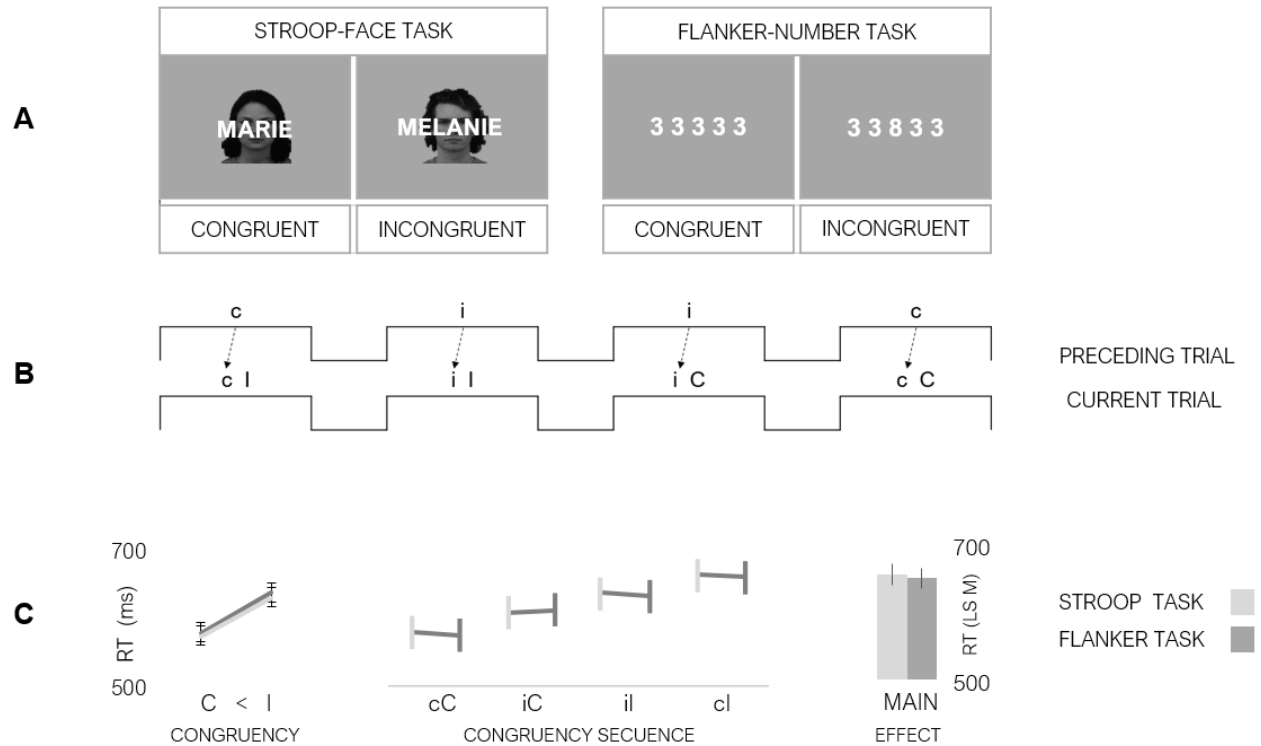 STROOP-FACE TASK
FLANKER-NUMBER TASK
A
MARIE
MELANIE
3 3 3 3 3
3 3 8 3 3
CONGRUENT
INCONGRUENT
CONGRUENT
INCONGRUENT
B
c
i
i
c
c I
i I
i C
c C
PRECEDING TRIAL
CURRENT TRIAL
C
700
RT (ms)
500
C < I
CONGRUENCY
cC
iC
iI
cI
CONGRUENCY SECUENCE
700
RT (LS M)
500
MAIN
EFFECT
STROOP TASK
FLANKER TASK